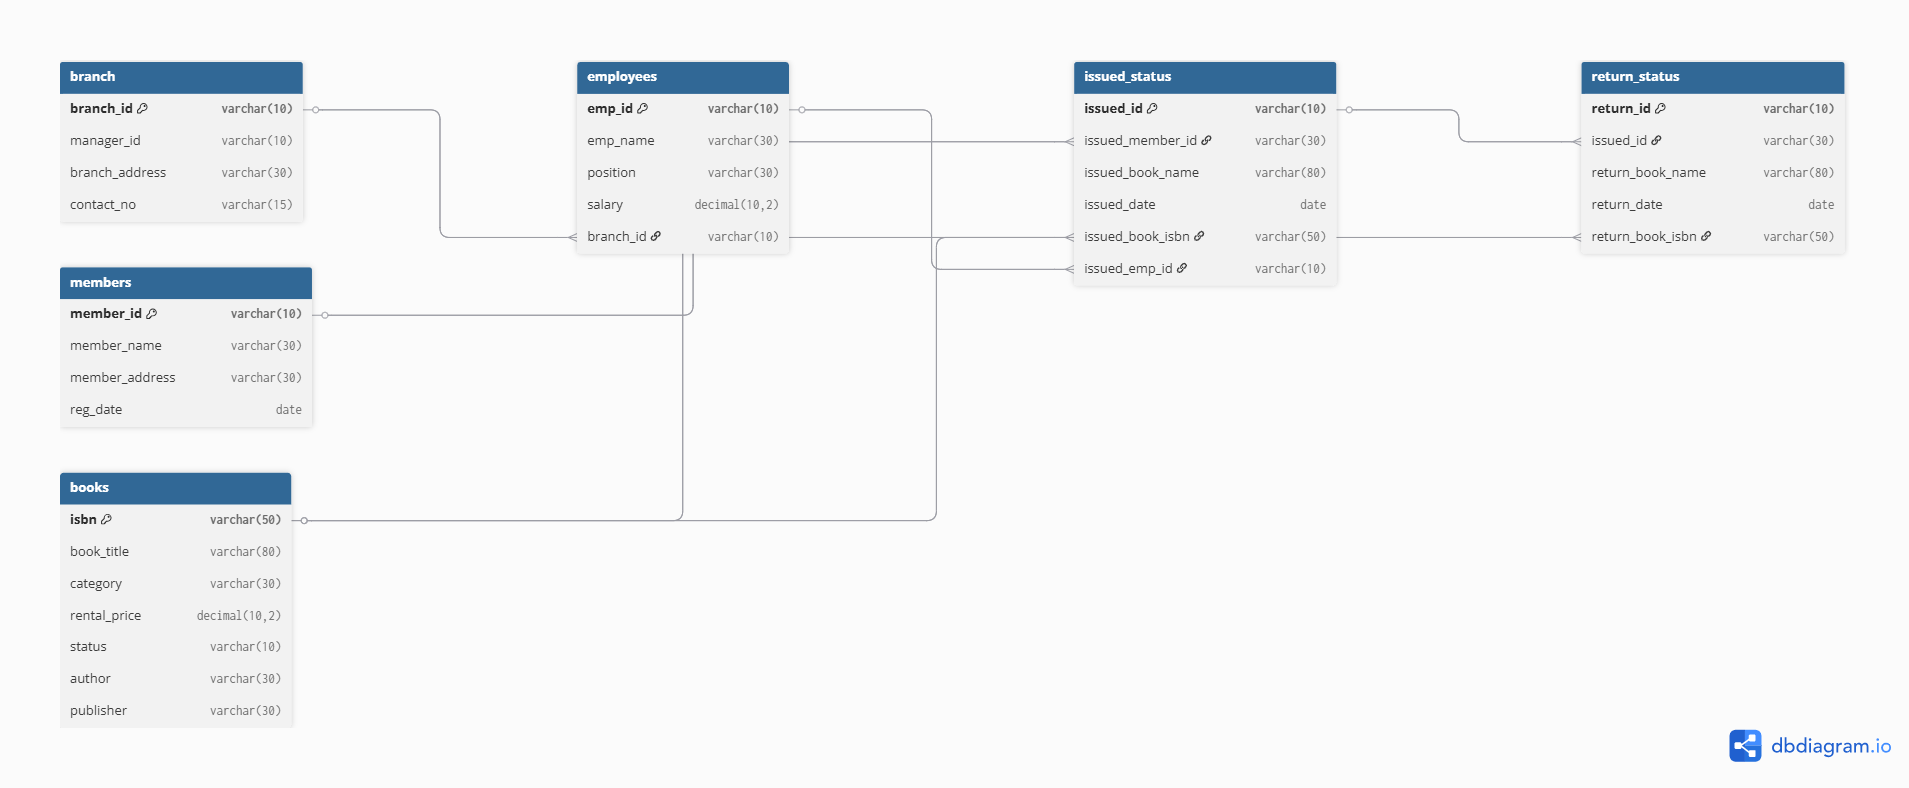 branch
branch_id varchar(10)
manager_id varchar(10)
branch_address varchar(30)
contact_no varchar(15)
members
member_id varchar(10)
member_name varchar(30)
member_address varchar(30)
reg_date date
books
isbn varchar(50)
book_title varchar(80)
category varchar(30)
rental_price decimal(10,2)
status varchar(10)
author varchar(30)
publisher varchar(30)
employees
emp_id varchar(10)
emp_name varchar(30)
position varchar(30)
salary decimal(10,2)
branch_id varchar(10)
issued_status
issued_id varchar(10)
issued_member_id varchar(30)
issued_book_name varchar(80)
issued_date date
issued_book_isbn varchar(50)
issued_emp_id varchar(10)
return_status
return_id varchar(10)
issued_id varchar(30)
return_book_name varchar(80)
return_date date
return_book_isbn varchar(50)
dbdiagram.io